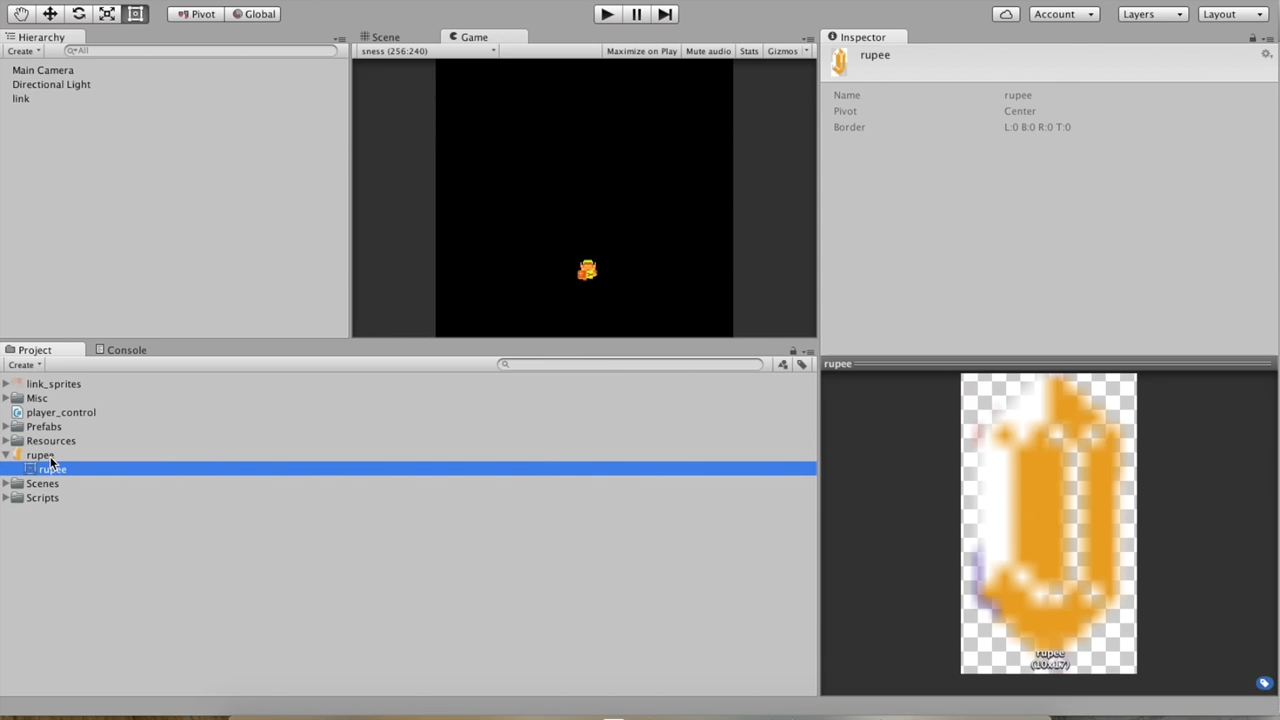 Pivot Global Account Layers Layout
Hierarchy Scene Game Inspector
Create All sness (256:240) Maximize on Play Mute audio Stats Gizmos rupee
Main Camera
Directional Light
link
Name rupee
Pivot Center
Border L:0 B:0 R:0 T:0
Project Console
Create rupee
link_sprites
Misc
player_control
Prefabs
Resources
rupee
rupee
Scenes
Scripts
rupee
(10x17)